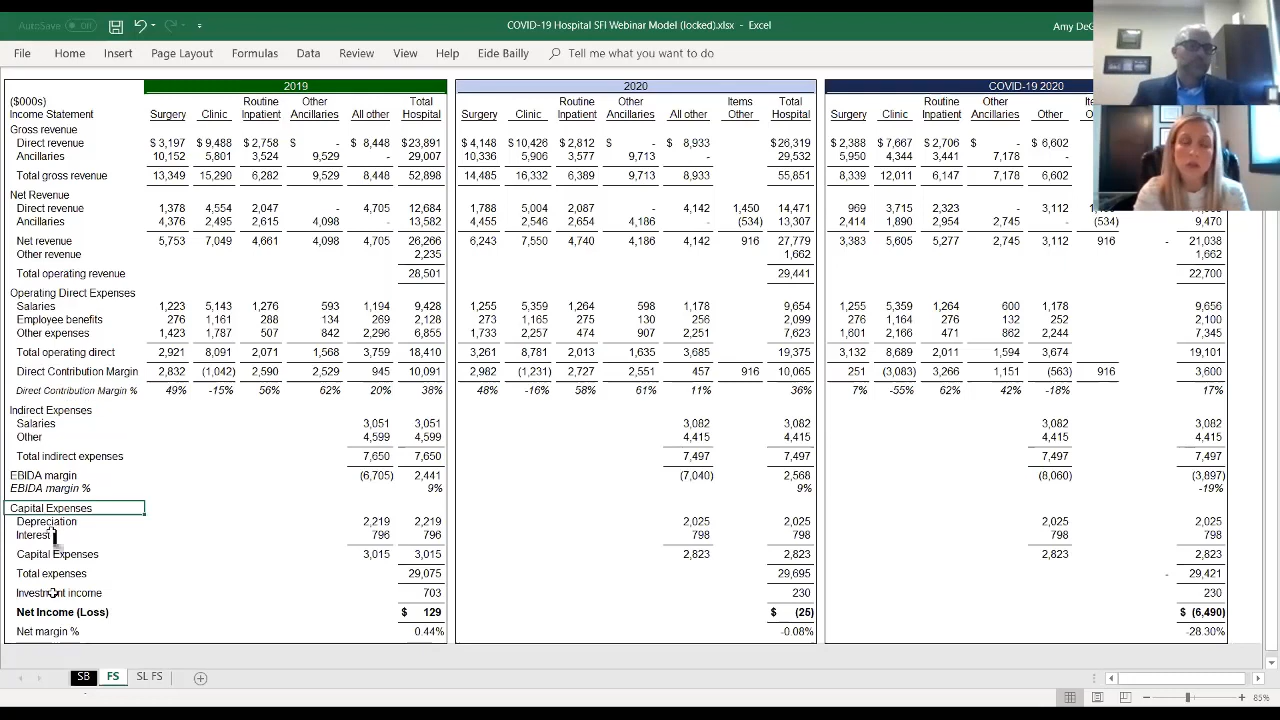 AutoSave Off COVID-19 Hospital SFI Webinar Model (locked).xlsx - Excel Amy
File Home Insert Page Layout Formulas Data Review View Help Eide Bailly Tell me what you want to do
2019 2020 COVID-19 2020
($000s) Routine Other Total Routine Other Items Total Routine Other
Income Statement Surgery Clinic Inpatient Ancillaries All other Hospital Surgery Clinic Inpatient Ancillaries All other Other Hospital Surgery Clinic Inpatient Ancillaries Other
Gross revenue
Direct revenue $ 3,197 $ 9,488 $ 2,758 $ - $ 8,448 $23,891 $ 4,148 $10,428 $ 2,812 $ - $ 8,933 $26,319 $ 2,388 $ 7,667 $ 2,706 $ - $ 6,602
Ancillaries 10,152 5,801 3,524 9,529 - 29,007 10,336 5,906 3,577 9,713 - 29,532 5,950 4,344 3,441 7,178 -
Total gross revenue 13,349 15,290 6,282 9,529 8,448 52,898 14,485 16,332 6,389 9,713 8,933 55,851 8,339 12,011 6,147 7,178 6,602
Net Revenue
Direct revenue 1,378 4,554 2,047 - 4,705 12,684 1,788 5,004 2,087 - 4,142 1,450 14,471 969 3,715 2,323 - 3,112
Ancillaries 4,376 2,495 2,615 4,098 - 13,582 4,455 2,546 2,654 4,186 - (534) 13,307 2,414 1,890 2,954 2,745 - (534) 9,470
Net revenue 5,753 7,049 4,661 4,098 4,705 26,266 6,243 7,550 4,740 4,186 4,142 916 27,779 3,383 5,605 5,277 2,745 3,112 916 - 21,038
Other revenue 2,235 1,662 1,662
Total operating revenue 28,501 29,441 22,700
Operating Direct Expenses
Salaries 1,223 5,143 1,276 593 1,194 9,428 1,255 5,359 1,264 598 1,178 9,654 1,255 5,359 1,264 600 1,178 9,656
Employee benefits 276 1,161 288 134 269 2,128 273 1,165 275 130 256 2,099 276 1,164 276 132 252 2,100
Other expenses 1,423 1,787 507 842 2,296 6,855 1,733 2,257 474 907 2,251 7,623 1,601 2,166 471 862 2,244 7,345
Total operating direct 2,921 8,091 2,071 1,568 3,759 18,410 3,261 8,781 2,013 1,635 3,685 19,375 3,132 8,689 2,011 1,594 3,674 19,101
Direct Contribution Margin 2,832 (1,042) 2,590 2,529 945 10,091 2,982 (1,231) 2,727 2,551 457 916 10,065 251 (3,083) 3,266 1,151 (563) 916 3,600
Direct Contribution Margin % 49% -15% 56% 62% 20% 38% 48% -16% 58% 61% 11% 36% 7% -55% 62% 42% -18% 17%
Indirect Expenses
Salaries 3,051 3,051 3,082 3,082 3,082 3,082
Other 4,599 4,599 4,415 4,415 4,415 4,415
Total indirect expenses 7,650 7,650 7,497 7,497 7,497 7,497
EBIDA margin (6,705) 2,441 (7,040) 2,568 (8,060) (3,897)
EBIDA margin % 9% 9% -19%
Capital Expenses
Depreciation 2,219 2,219 2,025 2,025 2,025 2,025
Interest 796 796 798 798 798 798
Capital Expenses 3,015 3,015 2,823 2,823 2,823 2,823
Total expenses 29,075 29,695 - 29,421
Investment income 703 230 230
Net Income (Loss) $ 129 $ (25) $ (6,490)
Net margin % 0.44% -0.08% -28.30%
SB FS SL FS
85%